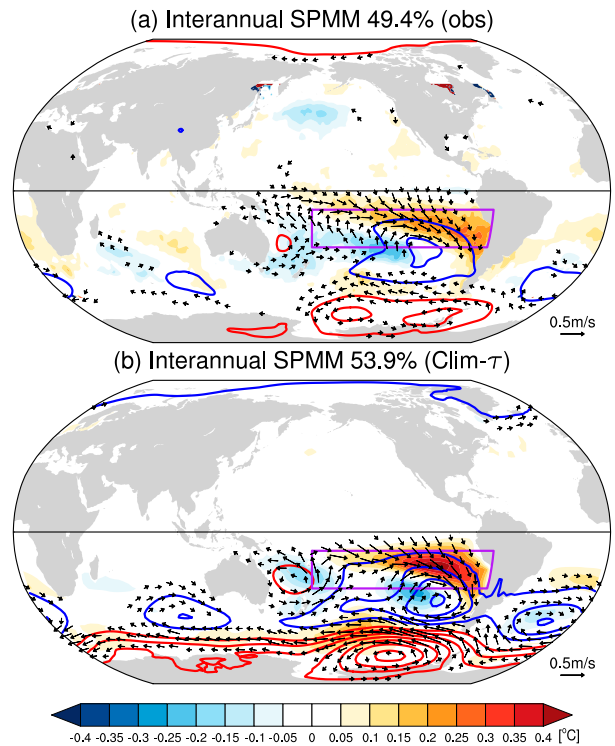 (a) Interannual SPMM 49.4% (obs)
0.5m/s
(b) Interannual SPMM 53.9% (Clim-τ)
0.5m/s
-0.4 -0.35 -0.3 -0.25 -0.2 -0.15 -0.1 -0.05 0 0.05 0.1 0.15 0.2 0.25 0.3 0.35 0.4 [°C]